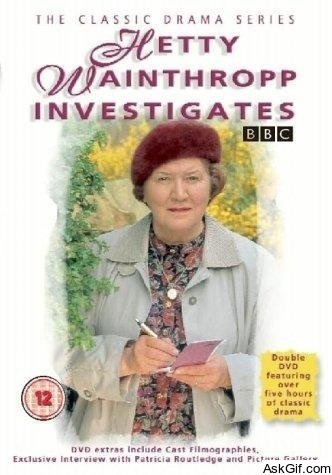 THE CLASSIC DRAMA SERIES
HETTY
WAINTHROPP
INVESTIGATES
BBC
Double
DVD
featuring
over
five hours
of classic
drama
12
DVD extras include Cast Filmographies,
Exclusive Interview with Patricia Routledge and Picture Gallery
AskGif.com